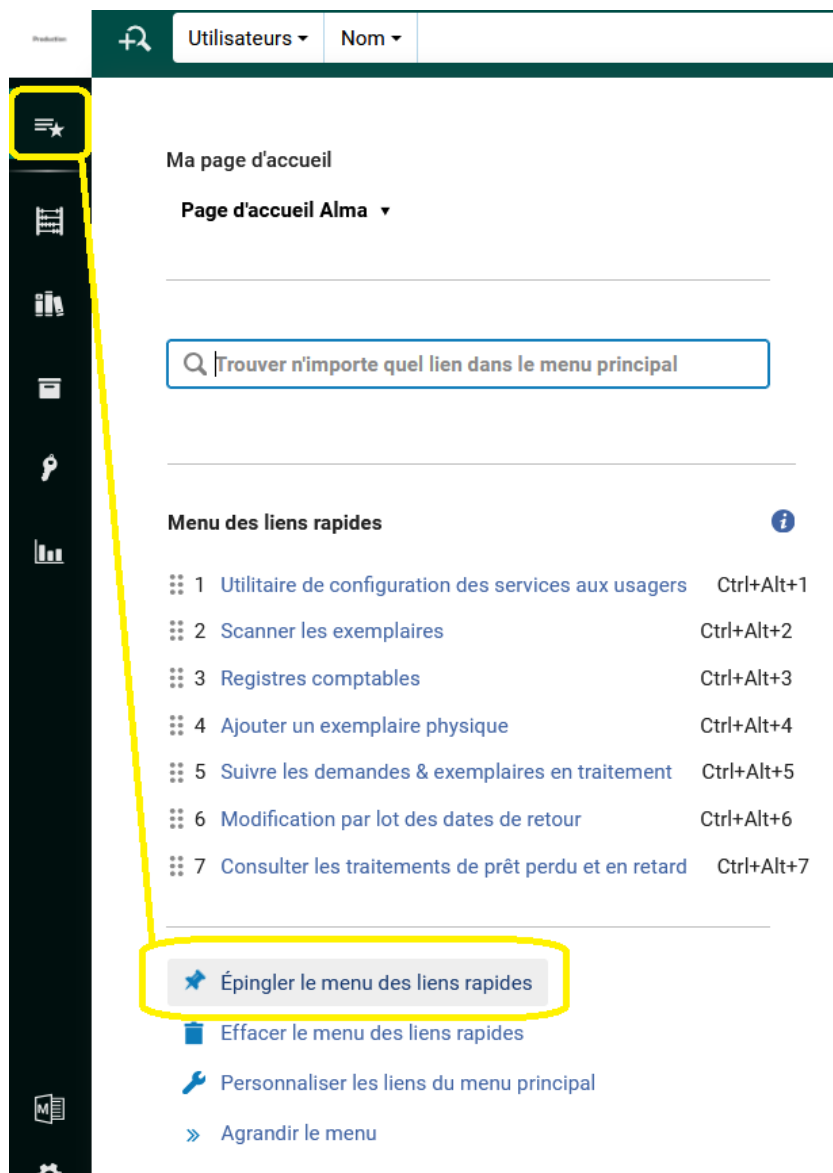 Production
Utilisateurs Nom
Ma page d'accueil
Page d'accueil Alma
Trouver n'importe quel lien dans le menu principal
Menu des liens rapides
1 Utilitaire de configuration des services aux usagers Ctrl+Alt+1
2 Scanner les exemplaires Ctrl+Alt+2
3 Registres comptables Ctrl+Alt+3
4 Ajouter un exemplaire physique Ctrl+Alt+4
5 Suivre les demandes & exemplaires en traitement Ctrl+Alt+5
6 Modification par lot des dates de retour Ctrl+Alt+6
7 Consulter les traitements de prêt perdu et en retard Ctrl+Alt+7
Épingler le menu des liens rapides
Effacer le menu des liens rapides
Personnaliser les liens du menu principal
M
Agrandir le menu